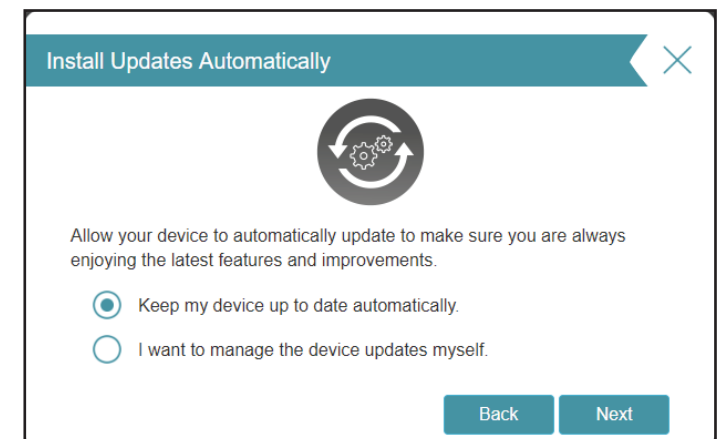 Install Updates Automatically
Allow your device to automatically update to make sure you are always
enjoying the latest features and improvements.
Keep my device up to date automatically.
I want to manage the device updates myself.
Back Next